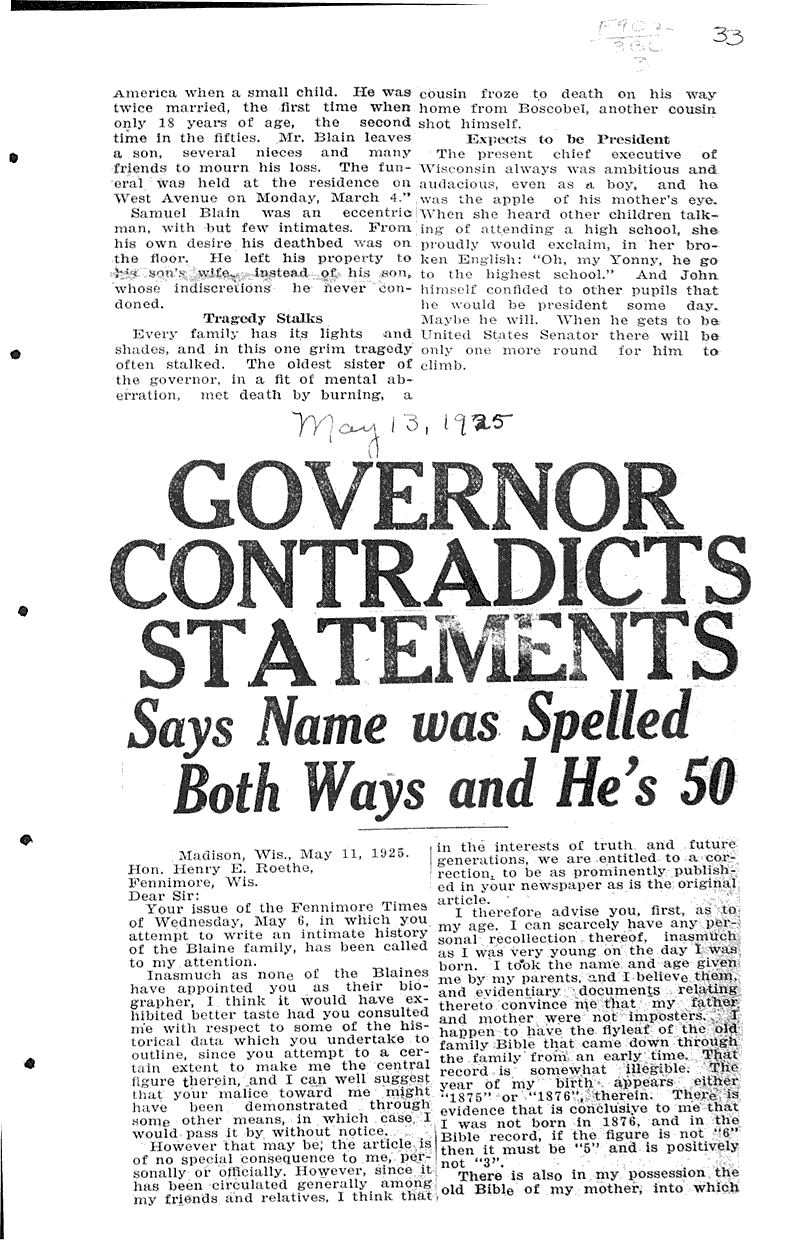 33
America when a small child. He was
twice married, the first time when
only 18 years of age, the second
time in the fifties. Mr. Blain leaves
a son, several nieces and many
friends to mourn his loss. The fun-
eral was held at the residence on
West Avenue on Monday, March 4."
Samuel Blain was an eccentric
man, with but few intimates. From
his own desire his deathbed was on
the floor. He left his property to
his son's wife, instead of his son,
whose indiscretions he never con-
doned.
Tragedy Stalks
Every family has its lights and
shades, and in this one grim tragedy
often stalked. The oldest sister of
the governor, in a fit of mental ab-
erration, met death by burning, a
cousin froze to death on his way
home from Boscobel, another cousin
shot himself.
Expects to be President
The present chief executive of
Wisconsin always was ambitious and
audacious, even as a boy, and he
was the apple of his mother's eye.
When she heard other children talk-
ing of attending a high school, she
proudly would exclaim, in her bro-
ken English: "Oh, my Yonny, he go
to the highest school." And John
himself confided to other pupils that
he would be president some day.
Maybe he will. When he gets to be
United States Senator there will be
only one more round for him to
climb.
May 13, 1925
GOVERNOR
CONTRADICTS
STATEMENTS
Says Name was Spelled
Both Ways and He's 50
Madison, Wis., May 11, 1925.
Hon. Henry E. Roethe,
Fennimore, Wis.
Dear Sir:
Your issue of the Fennimore Times
of Wednesday, May 6, in which you
attempt to write an intimate history
of the Blaine family, has been called
to my attention.
Inasmuch as none of the Blaines
have appointed you as their bio-
grapher, I think it would have ex-
hibited better taste had you consulted
me with respect to some of the his-
torical data which you undertake to
outline, since you attempt to a cer-
tain extent to make me the central
figure therein, and I can well suggest
that your malice toward me might
have been demonstrated through
some other means, in which case, I
would pass it by without notice.
However that may be, the article is
of no special consequence to me, per-
sonally or officially. However, since it
has been circulated generally among
my friends and relatives, I think that
in the interests of truth and future
generations, we are entitled to a cor-
rection, to be as prominently publish-
ed in your newspaper as is the original
article.
I therefore advise you, first, as to
my age. I can scarcely have any per-
sonal recollection thereof, inasmuch
as I was very young on the day I was
born. I took the name and age given
me by my parents, and I believe them,
and evidentiary documents relating
thereto convince me that my father
and mother were not imposters. I
happen to have the flyleaf of the old
family Bible that came down through
the family from an early time. That
record is somewhat illegible. The
year of my birth appears either
"1875" or "1876", therein. There is
evidence that is conclusive to me that
I was not born in 1876, and in the
Bible record, if the figure is not "6"
then it must be "5" and is positively
not "3".
There is also in my possession the
old Bible of my mother, into which